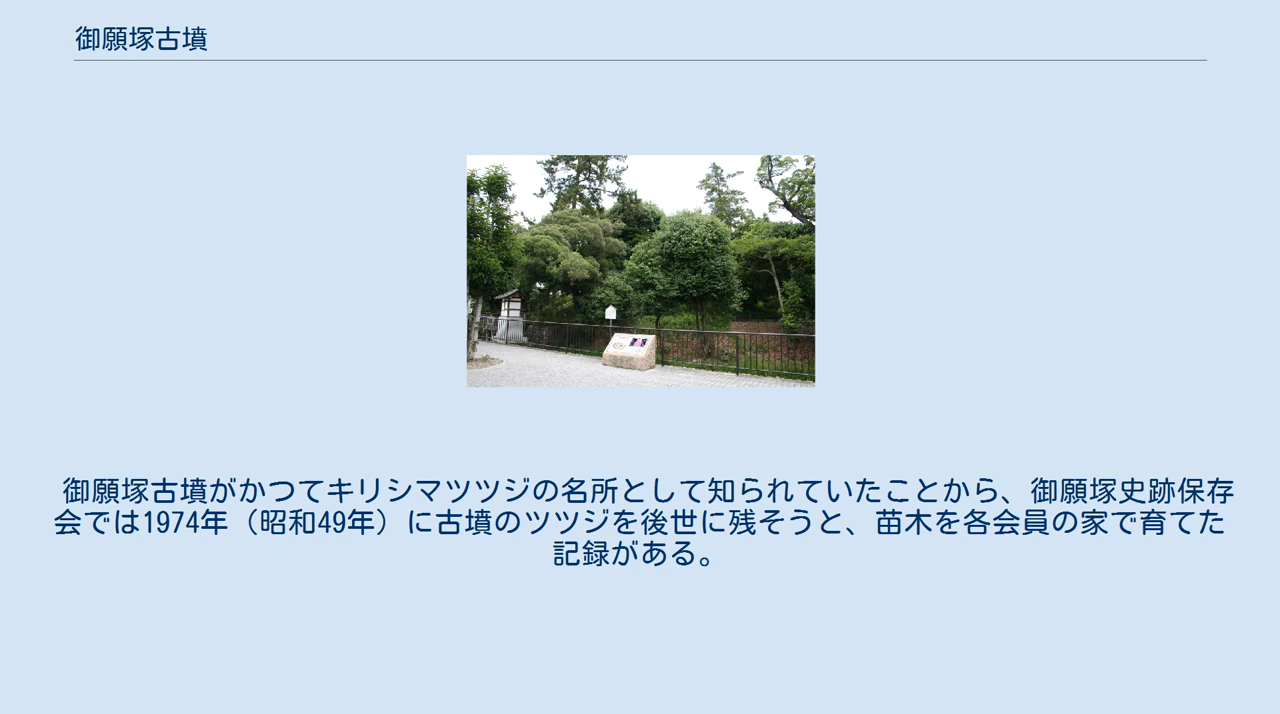 御願塚古墳
御願塚古墳がかつてキリシマツツジの名所として知られていたことから、御願塚史跡保存
会では1974年（昭和49年）に古墳のツツジを後世に残そうと、苗木を各会員の家で育てた
記録がある。